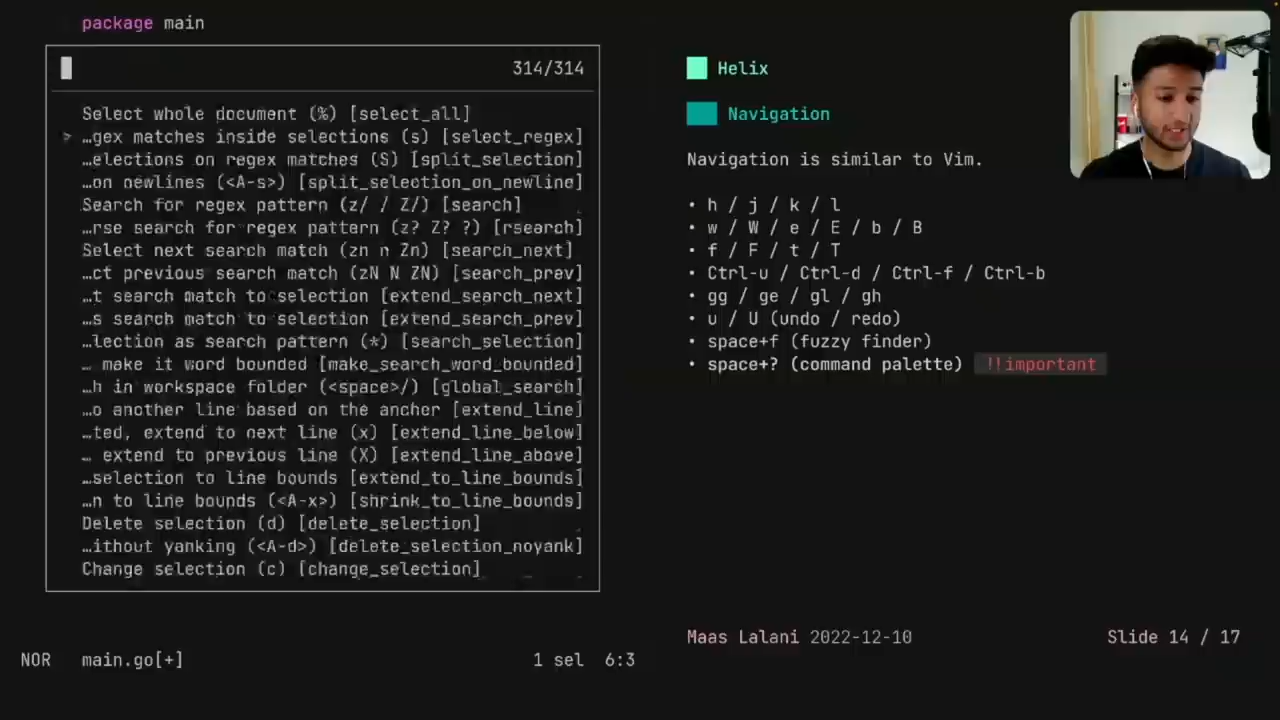 package main
314/314
Select whole document (%) [select_all]
> …gex matches inside selections (s) [select_regex]
…elections on regex matches (S) [split_selection]
…on newlines (<A-s>) [split_selection_on_newline]
Search for regex pattern (z/ / Z/) [search]
…rse search for regex pattern (z? Z? ?) [rsearch]
Select next search match (zn n Zn) [search_next]
…ct previous search match (zN N ZN) [search_prev]
…t search match to selection [extend_search_next]
…s search match to selection [extend_search_prev]
…lection as search pattern (*) [search_selection]
… make it word bounded [make_search_word_bounded]
…h in workspace folder (<space>/) [global_search]
…o another line based on the anchor [extend_line]
…ted, extend to next line (x) [extend_line_below]
… extend to previous line (X) [extend_line_above]
…selection to line bounds [extend_to_line_bounds]
…n to line bounds (<A-x>) [shrink_to_line_bounds]
Delete selection (d) [delete_selection]
…ithout yanking (<A-d>) [delete_selection_noyank]
Change selection (c) [change_selection]
NOR main.go[+] 1 sel 6:3
Helix
Navigation
Navigation is similar to Vim.
• h / j / k / l
• w / W / e / E / b / B
• f / F / t / T
• Ctrl-u / Ctrl-d / Ctrl-f / Ctrl-b
• gg / ge / gl / gh
• u / U (undo / redo)
• space+f (fuzzy finder)
• space+? (command palette) !!important
Maas Lalani 2022-12-10 Slide 14 / 17